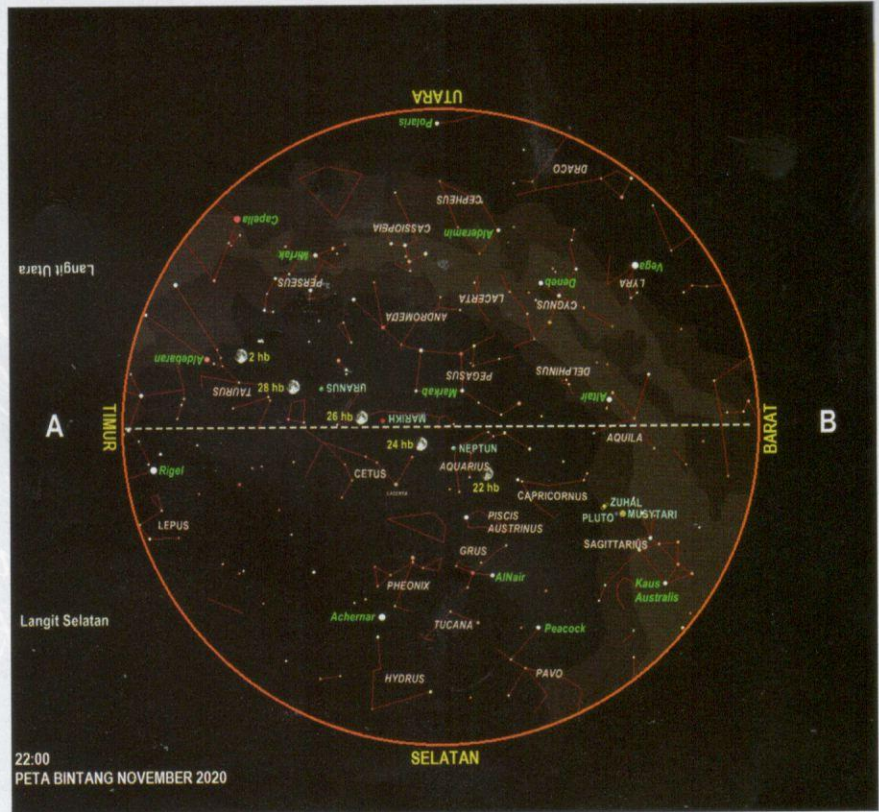 UTARA
Polaris
DRACO
CEPHEUS
Capella
CASSIOPEIA
Alderamin
Mirfak
Langit Utara
Vega
PERSEUS
Deneb
LYRA
LACERTA
CYGNUS
ANDROMEDA
2 hb
Aldebaran
DELPHINUS
PEGASUS
28 hb
URANUS
TAURUS
Markab
Altair
26 hb
MARIKH
A
TIMUR
BARAT
B
24 hb
AQUILA
NEPTUN
Rigel
CETUS
AQUARIUS
22 hb
CAPRICORNUS
ZUHAL
PLUTO
MUSYTARI
LEPUS
PISCIS
AUSTRINUS
SAGITTARIUS
GRUS
AlNair
PHEONIX
Kaus
Australis
Langit Selatan
Achernar
TUCANA
Peacock
HYDRUS
PAVO
22:00
SELATAN
PETA BINTANG NOVEMBER 2020